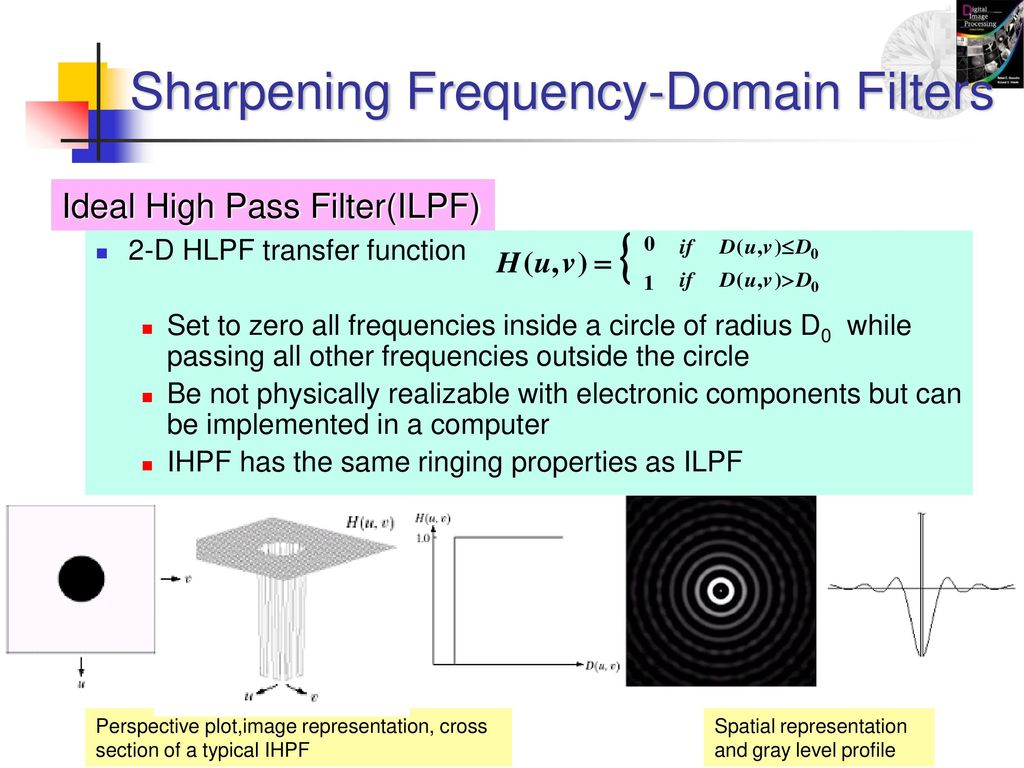 Digital
Image
Processing
Sharpening Frequency-Domain Filters
Ideal High Pass Filter(ILPF)
2-D HLPF transfer function H(u,v) = { 0 if D(u,v)≤D0
1 if D(u,v)>D0
Set to zero all frequencies inside a circle of radius D0 while
passing all other frequencies outside the circle
Be not physically realizable with electronic components but can
be implemented in a computer
IHPF has the same ringing properties as ILPF
v
u
H(u, v)
u v
H(u, v)
1.0
D(u, v)
Perspective plot,image representation, cross
section of a typical IHPF
Spatial representation
and gray level profile